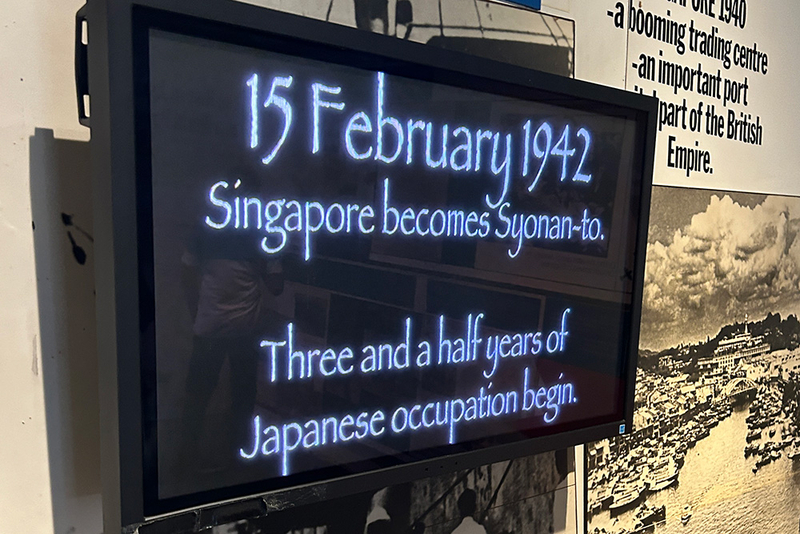 15 February 1942
Singapore becomes Syonan-to.
Three and a half years of
Japanese occupation begin.
1940
-a booming trading centre
-an important port
part of the British
Empire.